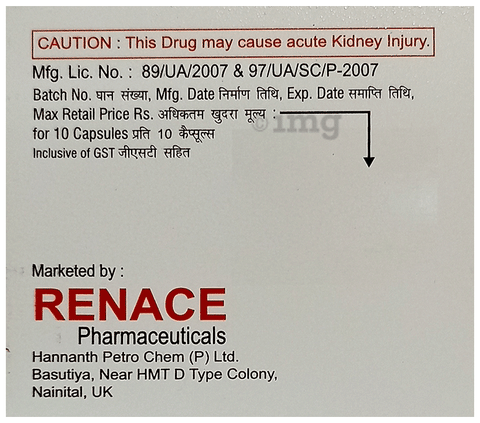 CAUTION : This Drug may cause acute Kidney Injury.
Mfg. Lic. No. : 89/UA/2007 & 97/UA/SC/P-2007
Batch No. घान संख्या, Mfg. Date निर्माण तिथि, Exp. Date समाप्ति तिथि,
Max Retail Price Rs. अधिकतम खुदरा मूल्य :
for 10 Capsules प्रति 10 कैप्सूल्स
©img
Inclusive of GST जीएसटी सहित
Marketed by :
RENACE
Pharmaceuticals
Hannanth Petro Chem (P) Ltd.
Basutiya, Near HMT D Type Colony,
Nainital, UK